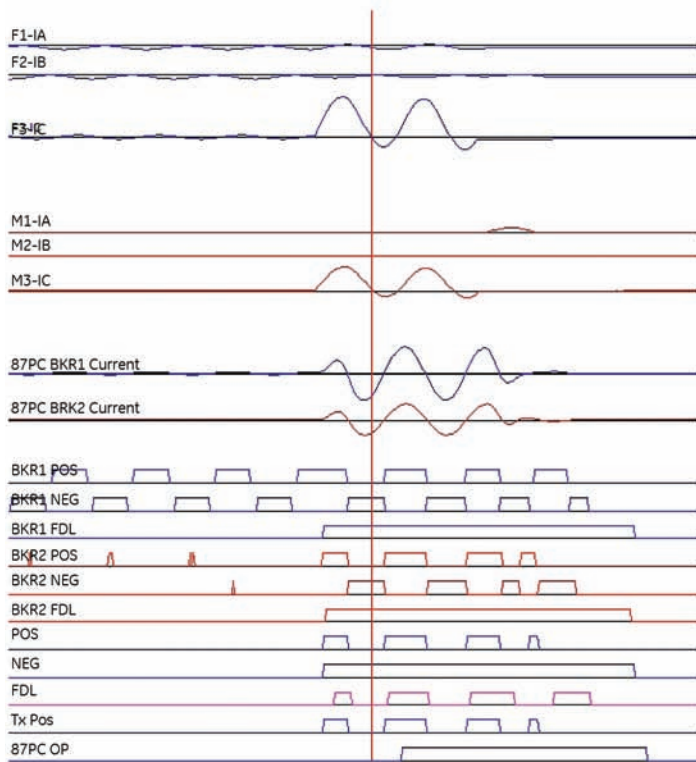 F1-IA
F2-IB
F3-IC
M1-IA
M2-IB
M3-IC
87PC BKR1 Current
87PC BRK2 Current
BKR1 POS
BKR1 NEG
BKR1 FDL
BKR2 POS
BKR2 NEG
BKR2 FDL
POS
NEG
FDL
Tx Pos
87PC OP